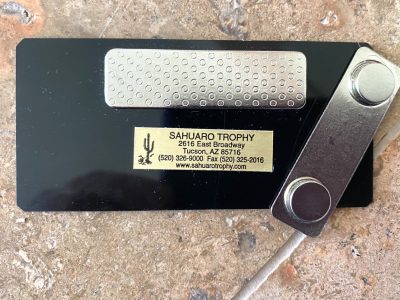 SAHUARO TROPHY
2616 East Broadway
Tucson, AZ 85716
(520) 326-9000 Fax (520) 325-2016
www.sahuarotrophy.com